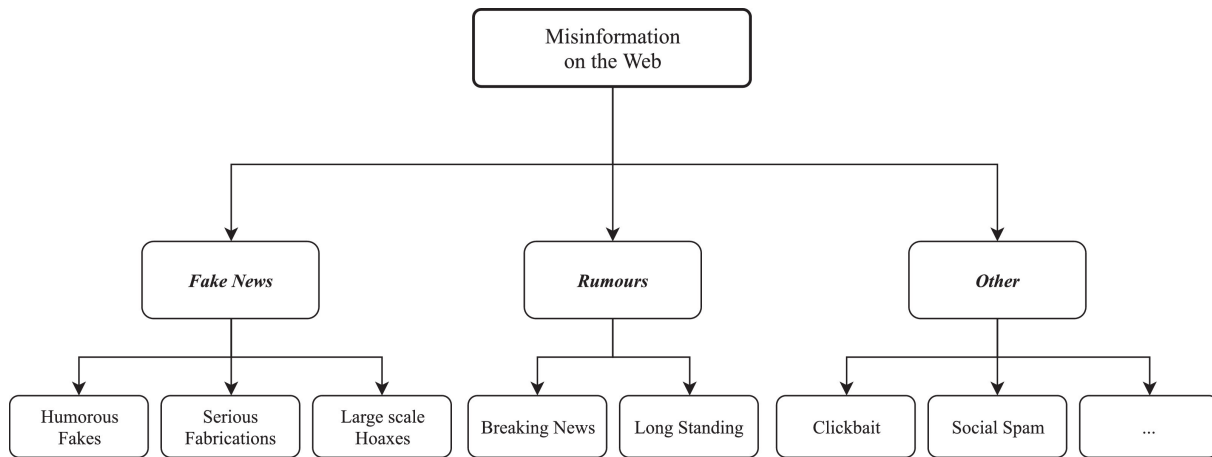 Misinformation
on the Web
Fake News
Rumours
Other
Humorous
Fakes
Serious
Fabrications
Large scale
Hoaxes
Breaking News
Long Standing
Clickbait
Social Spam
...